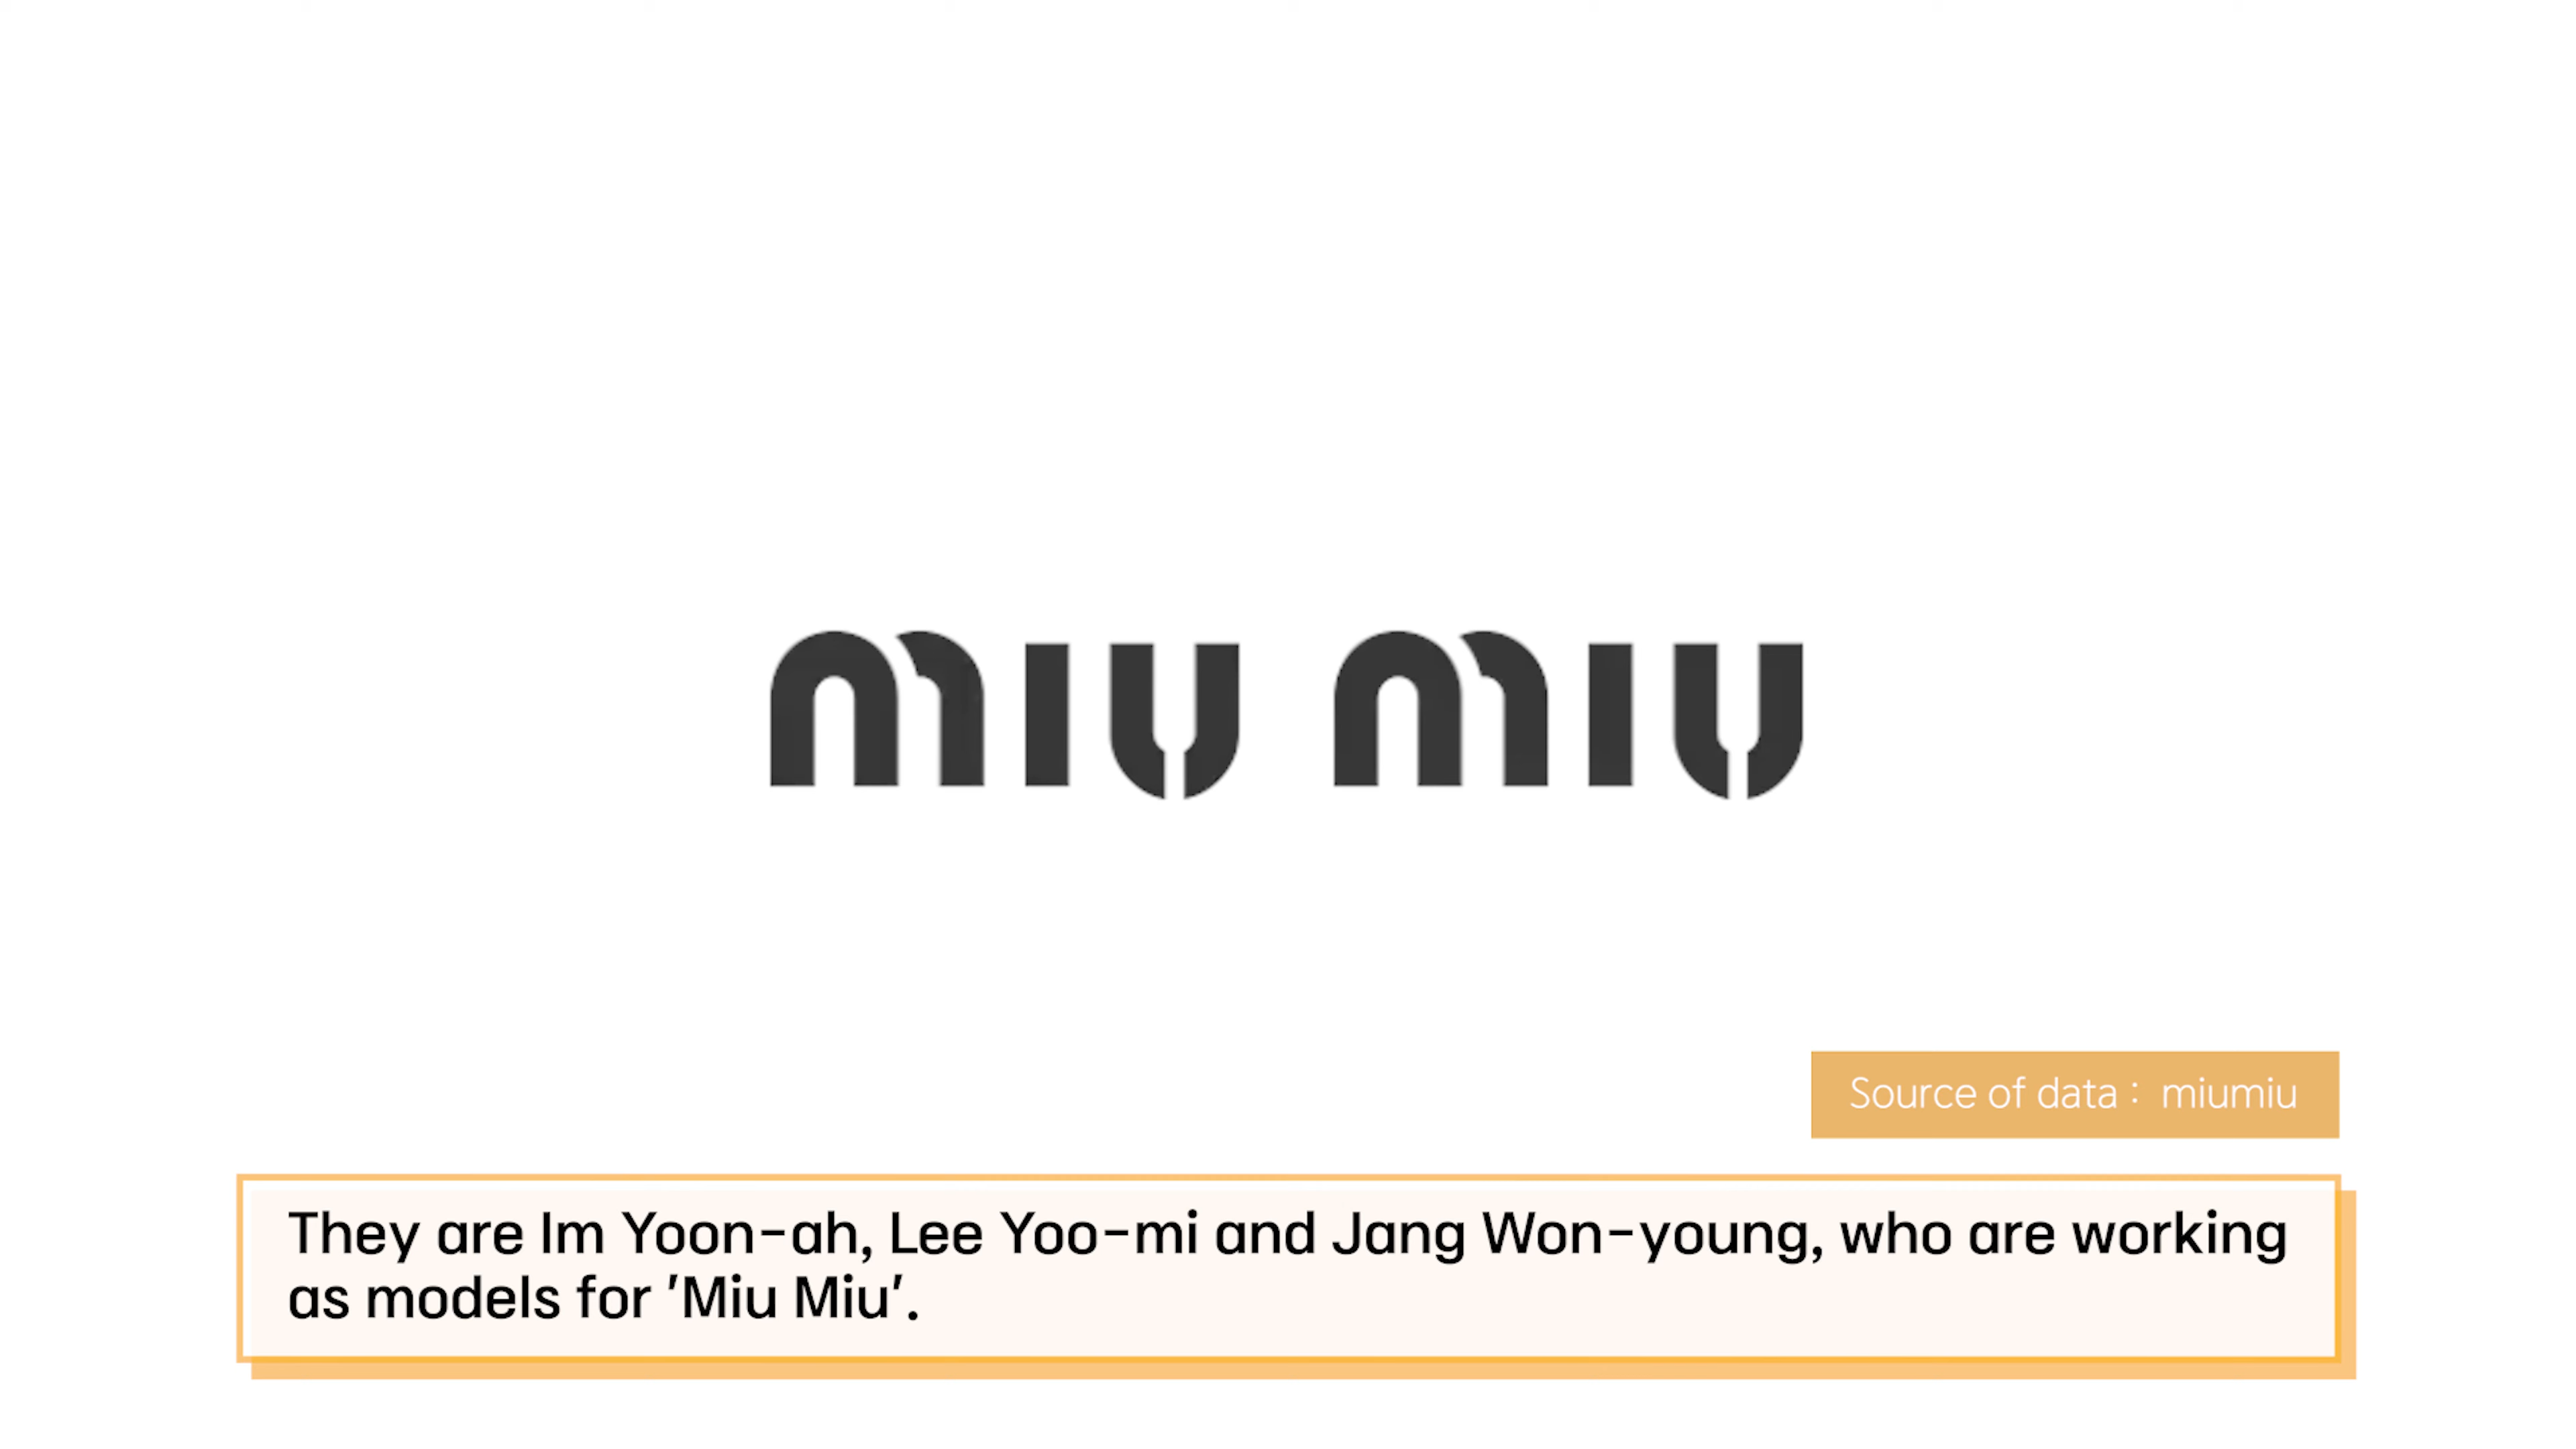 miu miu
Source of data : miumiu
They are Im Yoon-ah, Lee Yoo-mi and Jang Won-young, who are working
as models for 'Miu Miu'.